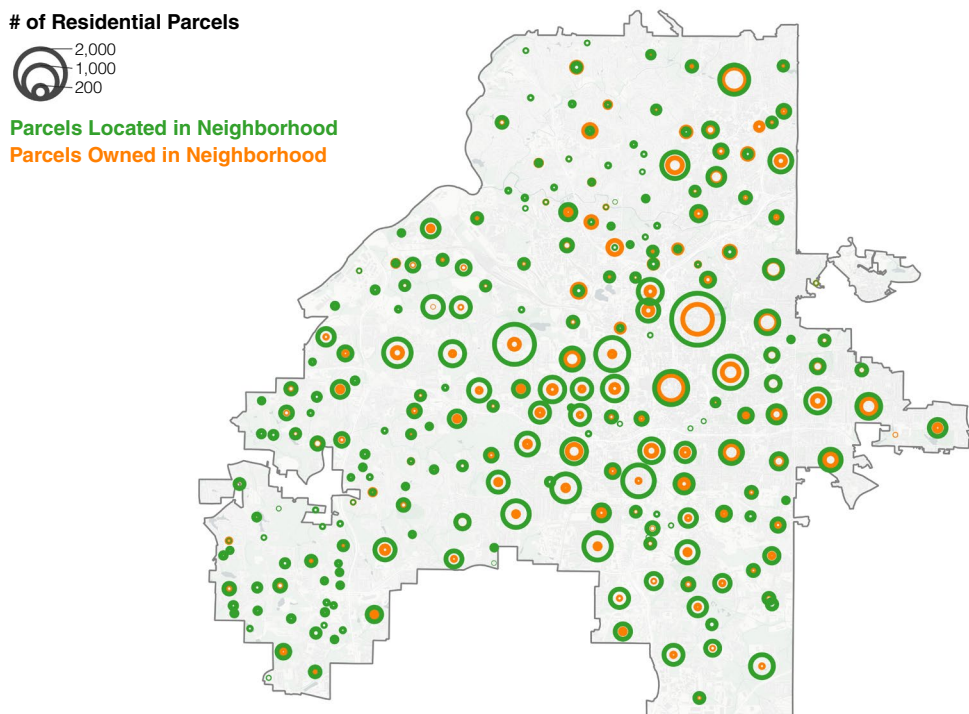 # of Residential Parcels
2,000
1,000
200
Parcels Located in Neighborhood
Parcels Owned in Neighborhood